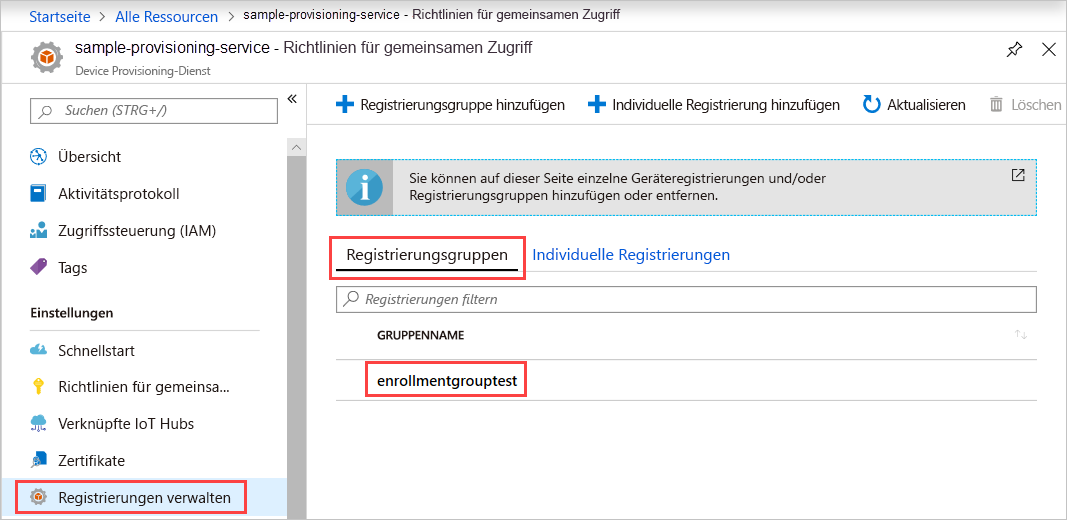 Startseite > Alle Ressourcen > sample-provisioning-service - Richtlinien für gemeinsamen Zugriff
sample-provisioning-service - Richtlinien für gemeinsamen Zugriff
Device Provisioning-Dienst
Suchen (STRG+/)
«
Übersicht
Aktivitätsprotokoll
Zugriffssteuerung (IAM)
Tags
Einstellungen
Schnellstart
Richtlinien für gemeinsa...
Verknüpfte IoT Hubs
Zertifikate
Registrierungen verwalten
Registrierungsgruppe hinzufügen Individuelle Registrierung hinzufügen Aktualisieren Löschen
Sie können auf dieser Seite einzelne Geräteregistrierungen und/oder
Registrierungsgruppen hinzufügen oder entfernen.
Registrierungsgruppen Individuelle Registrierungen
Registrierungen filtern
GRUPPENNAME
enrollmentgrouptest